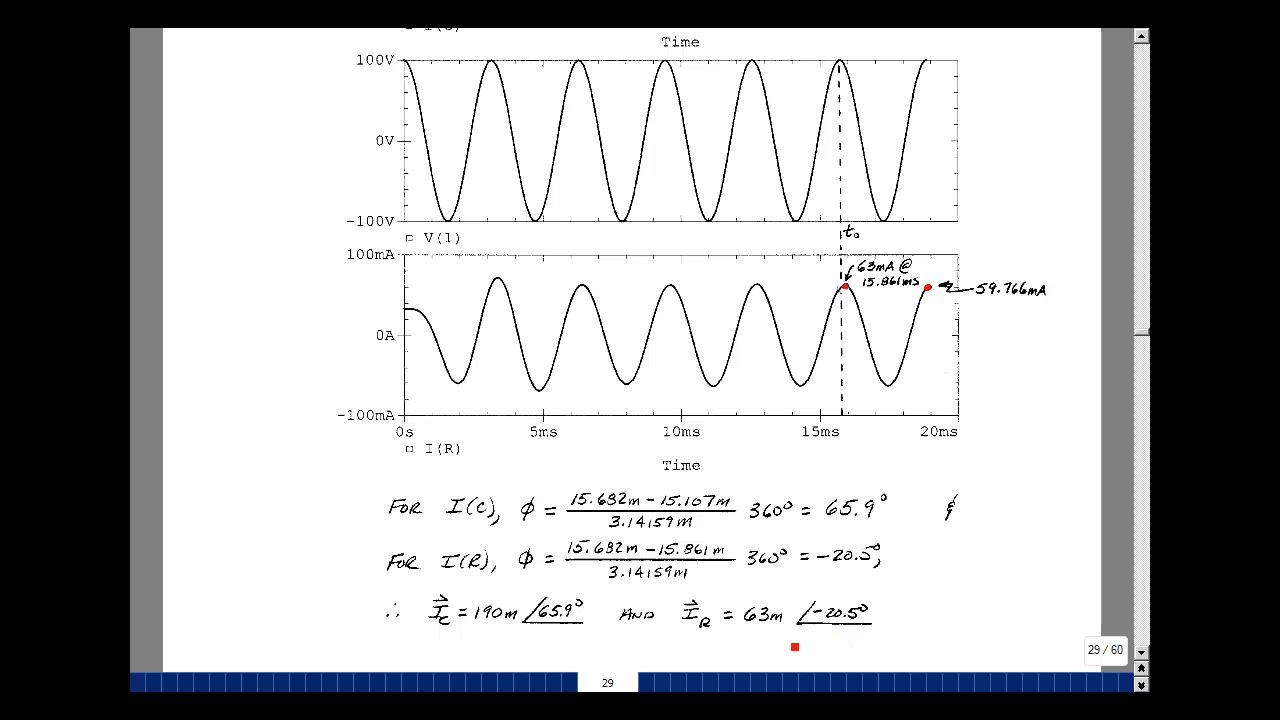 Time
100V
0V
-100V
□ V(1)
t₀
100mA
0A
-100mA
63mA @
15.861ms
59.766mA
0s 5ms 10ms 15ms 20ms
□ I(R)
Time
FOR I(C), φ = (15.682m − 15.107m) / 3.14159m 360° = 65.9° &
FOR I(R), φ = (15.682m − 15.861m) / 3.14159m 360° = −20.5°,
∴ I⃗C = 190m /65.9° AND I⃗R = 63m /−20.5°
29 / 60
29